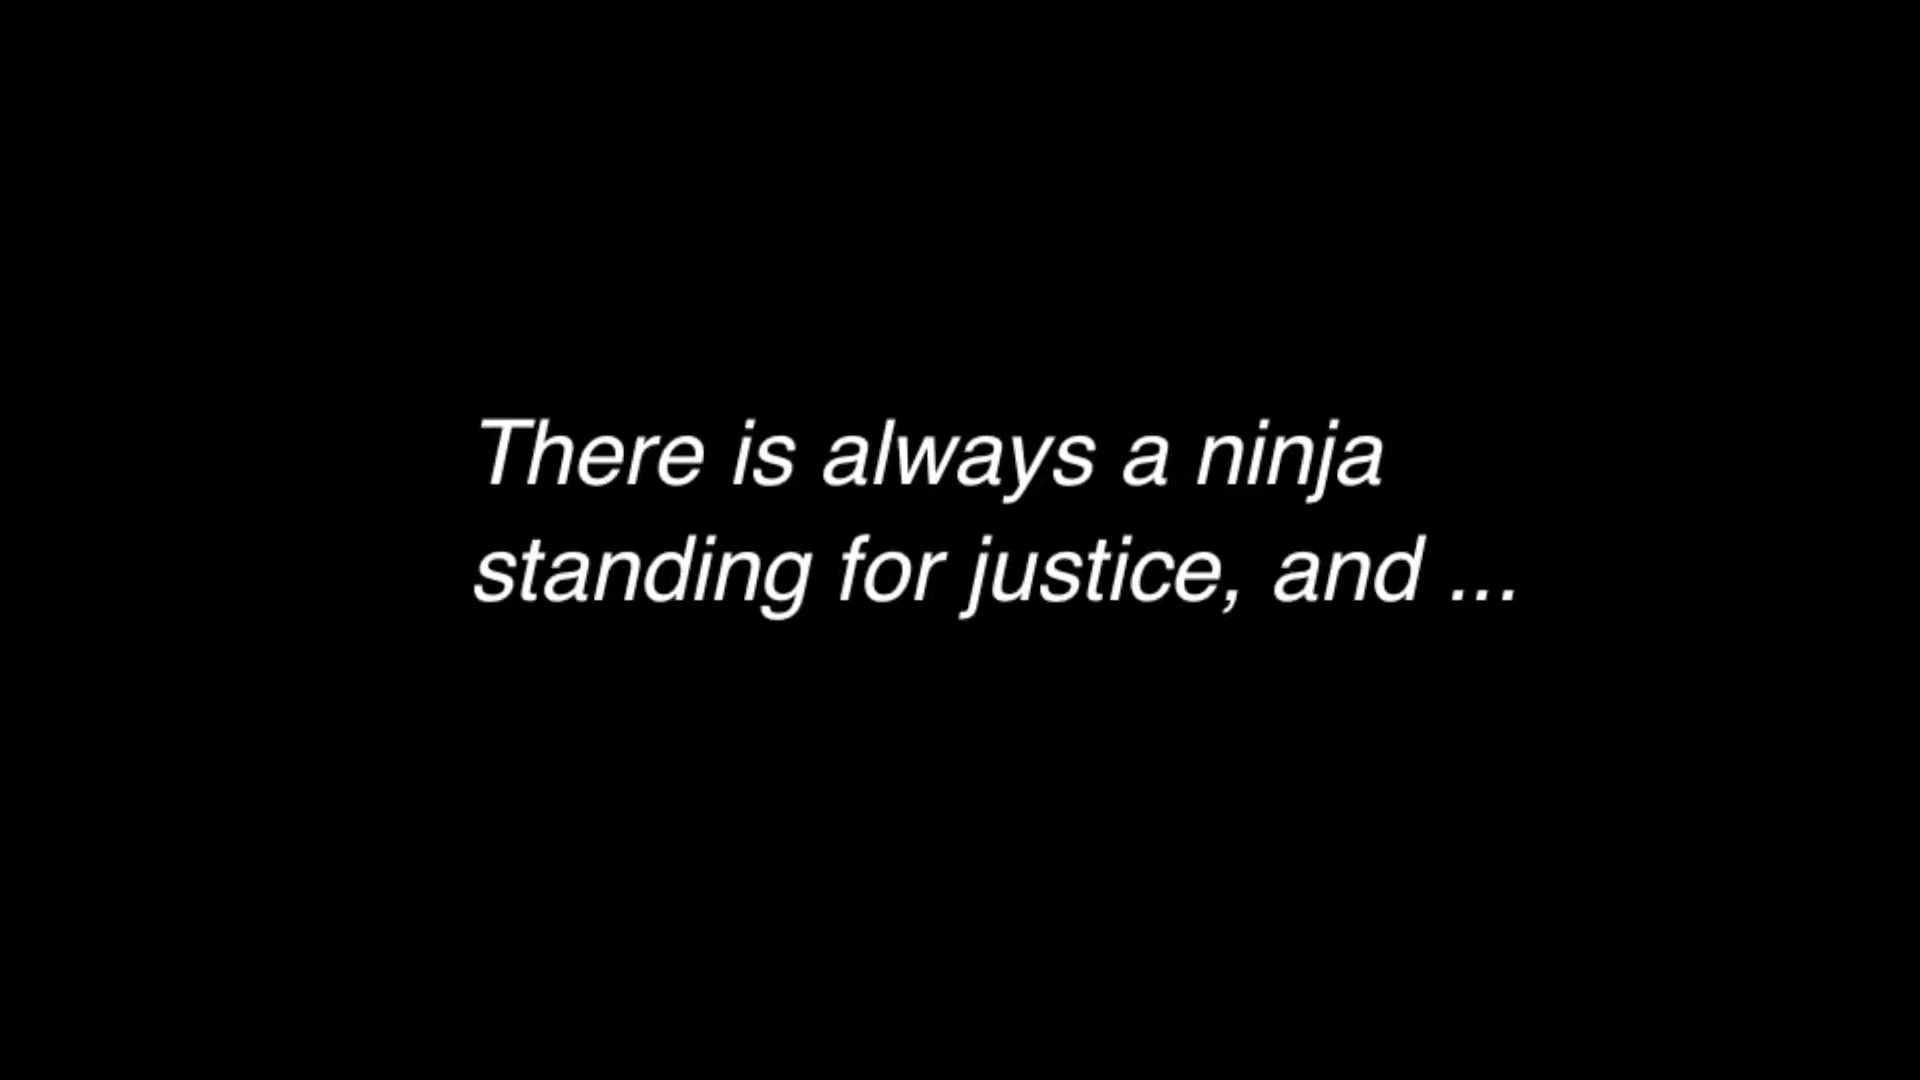 There is always a ninja
standing for justice, and ...